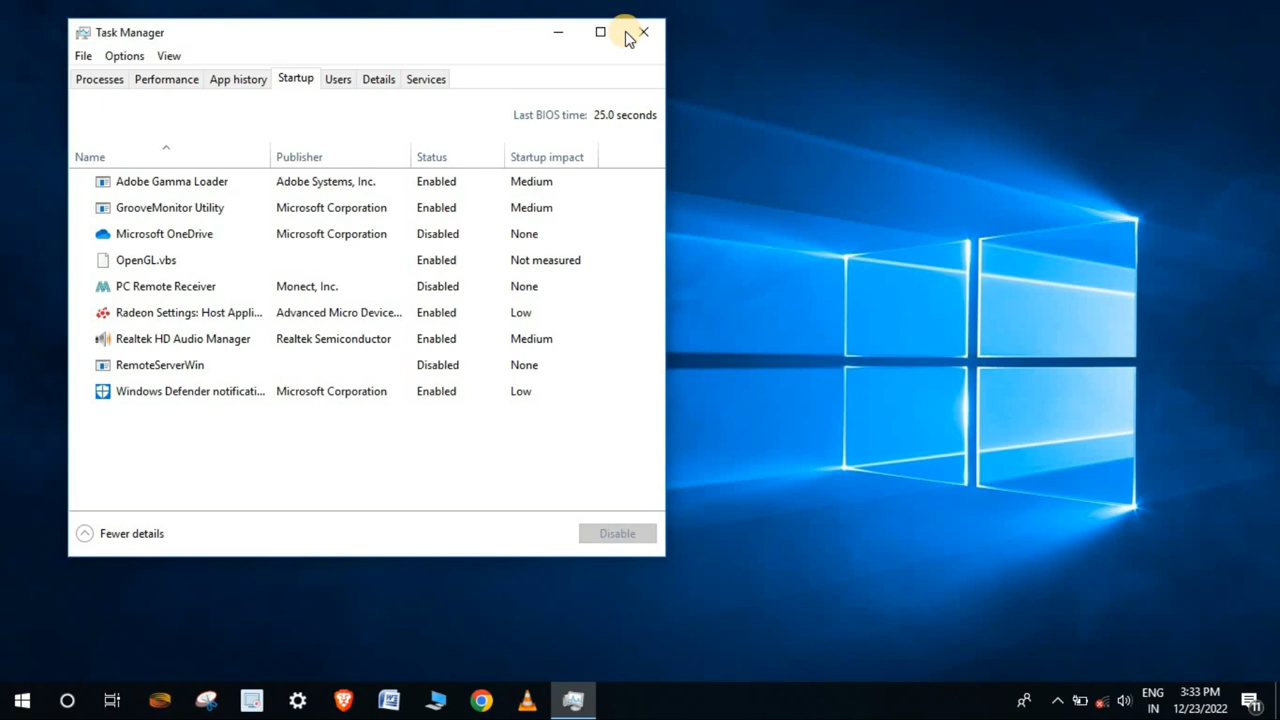 Task Manager
File Options View
Processes Performance App history Startup Users Details Services
Last BIOS time: 25.0 seconds
Name Publisher Status Startup impact
Adobe Gamma Loader Adobe Systems, Inc. Enabled Medium
GrooveMonitor Utility Microsoft Corporation Enabled Medium
Microsoft OneDrive Microsoft Corporation Disabled None
OpenGL.vbs Enabled Not measured
PC Remote Receiver Monect, Inc. Disabled None
Radeon Settings: Host Appli... Advanced Micro Device... Enabled Low
Realtek HD Audio Manager Realtek Semiconductor Enabled Medium
RemoteServerWin Disabled None
Windows Defender notificati... Microsoft Corporation Enabled Low
Fewer details Disable
ENG 3:33 PM
IN 12/23/2022 11